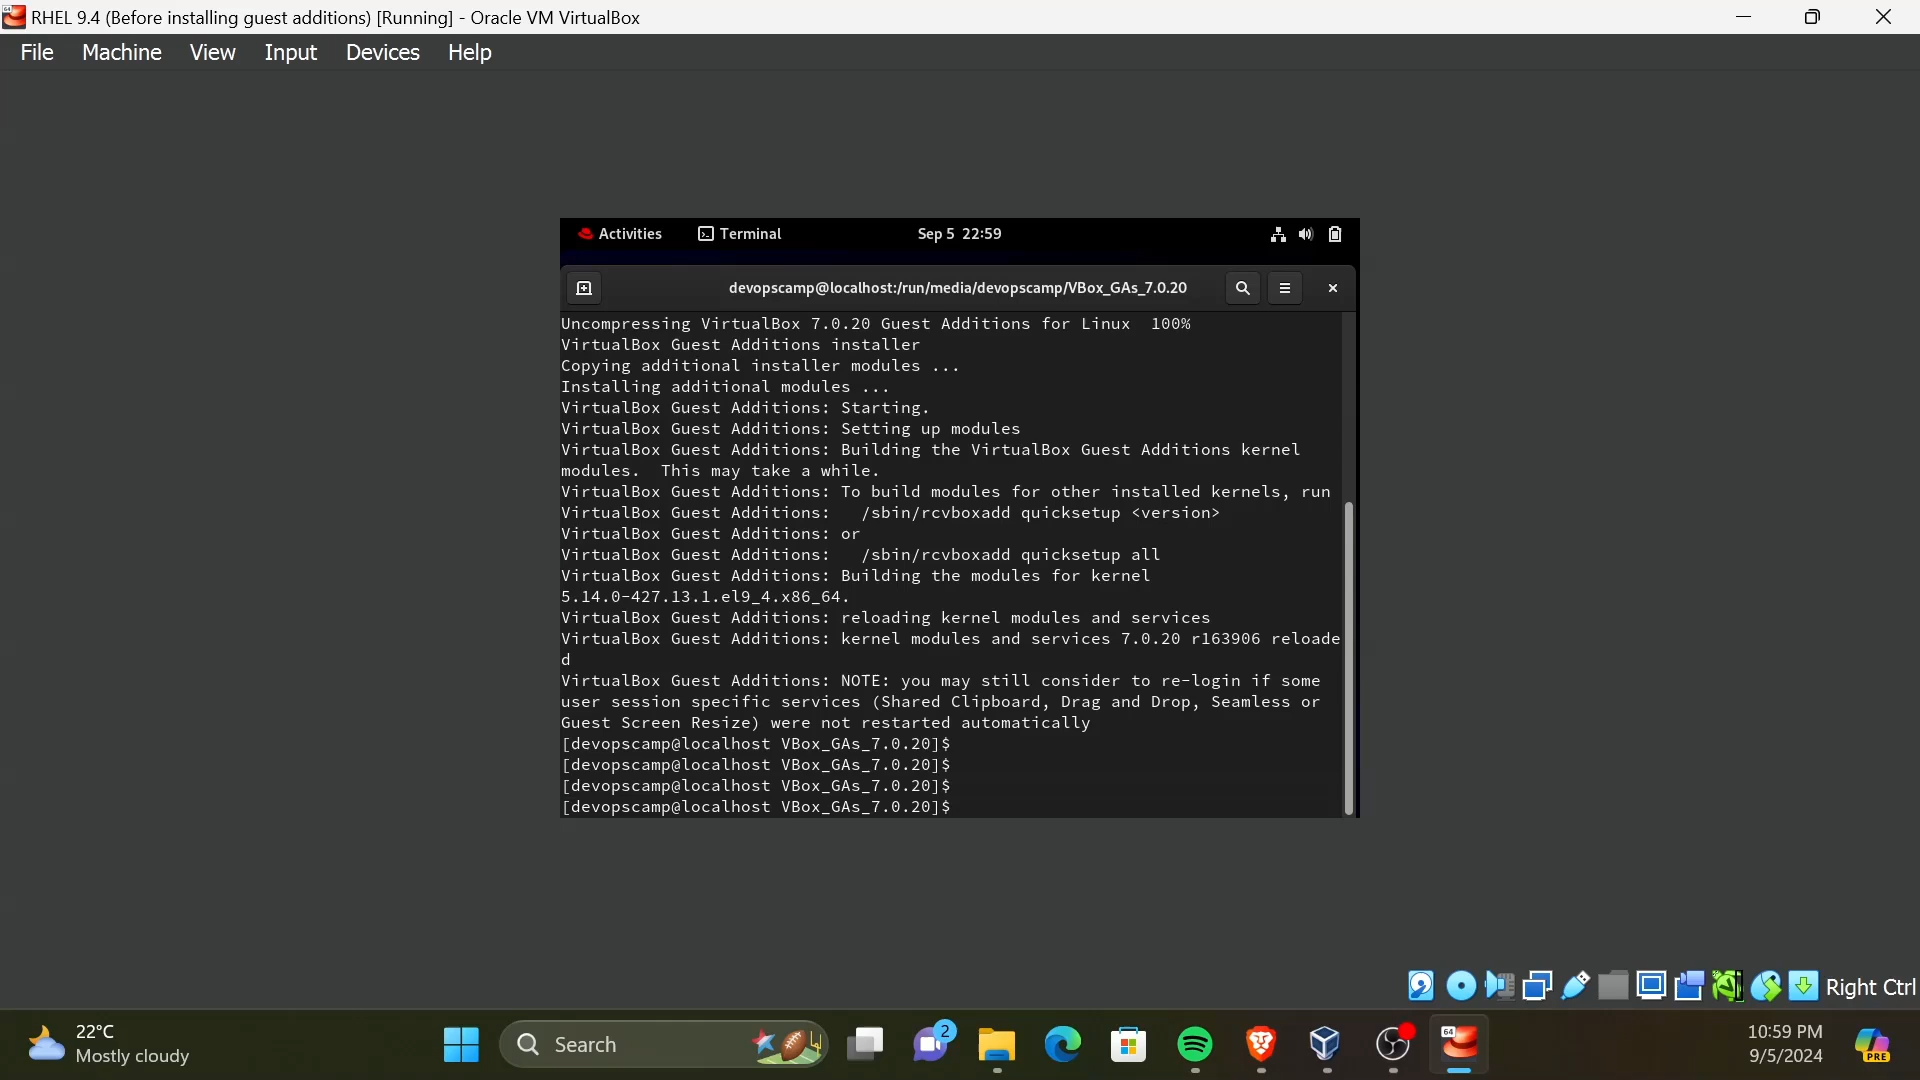 RHEL 9.4 (Before installing guest additions) [Running] - Oracle VM VirtualBox
File Machine View Input Devices Help
Activities Terminal Sep 5 22:59
devopscamp@localhost:/run/media/devopscamp/VBox_GAs_7.0.20
Uncompressing VirtualBox 7.0.20 Guest Additions for Linux  100%
VirtualBox Guest Additions installer
Copying additional installer modules ...
Installing additional modules ...
VirtualBox Guest Additions: Starting.
VirtualBox Guest Additions: Setting up modules
VirtualBox Guest Additions: Building the VirtualBox Guest Additions kernel
modules.  This may take a while.
VirtualBox Guest Additions: To build modules for other installed kernels, run
VirtualBox Guest Additions:   /sbin/rcvboxadd quicksetup <version>
VirtualBox Guest Additions: or
VirtualBox Guest Additions:   /sbin/rcvboxadd quicksetup all
VirtualBox Guest Additions: Building the modules for kernel
5.14.0-427.13.1.el9_4.x86_64.
VirtualBox Guest Additions: reloading kernel modules and services
VirtualBox Guest Additions: kernel modules and services 7.0.20 r163906 reloade
d
VirtualBox Guest Additions: NOTE: you may still consider to re-login if some
user session specific services (Shared Clipboard, Drag and Drop, Seamless or
Guest Screen Resize) were not restarted automatically
[devopscamp@localhost VBox_GAs_7.0.20]$
[devopscamp@localhost VBox_GAs_7.0.20]$
[devopscamp@localhost VBox_GAs_7.0.20]$
[devopscamp@localhost VBox_GAs_7.0.20]$
Right Ctrl
22°C
Mostly cloudy
Search
2
64
10:59 PM
9/5/2024
PRE